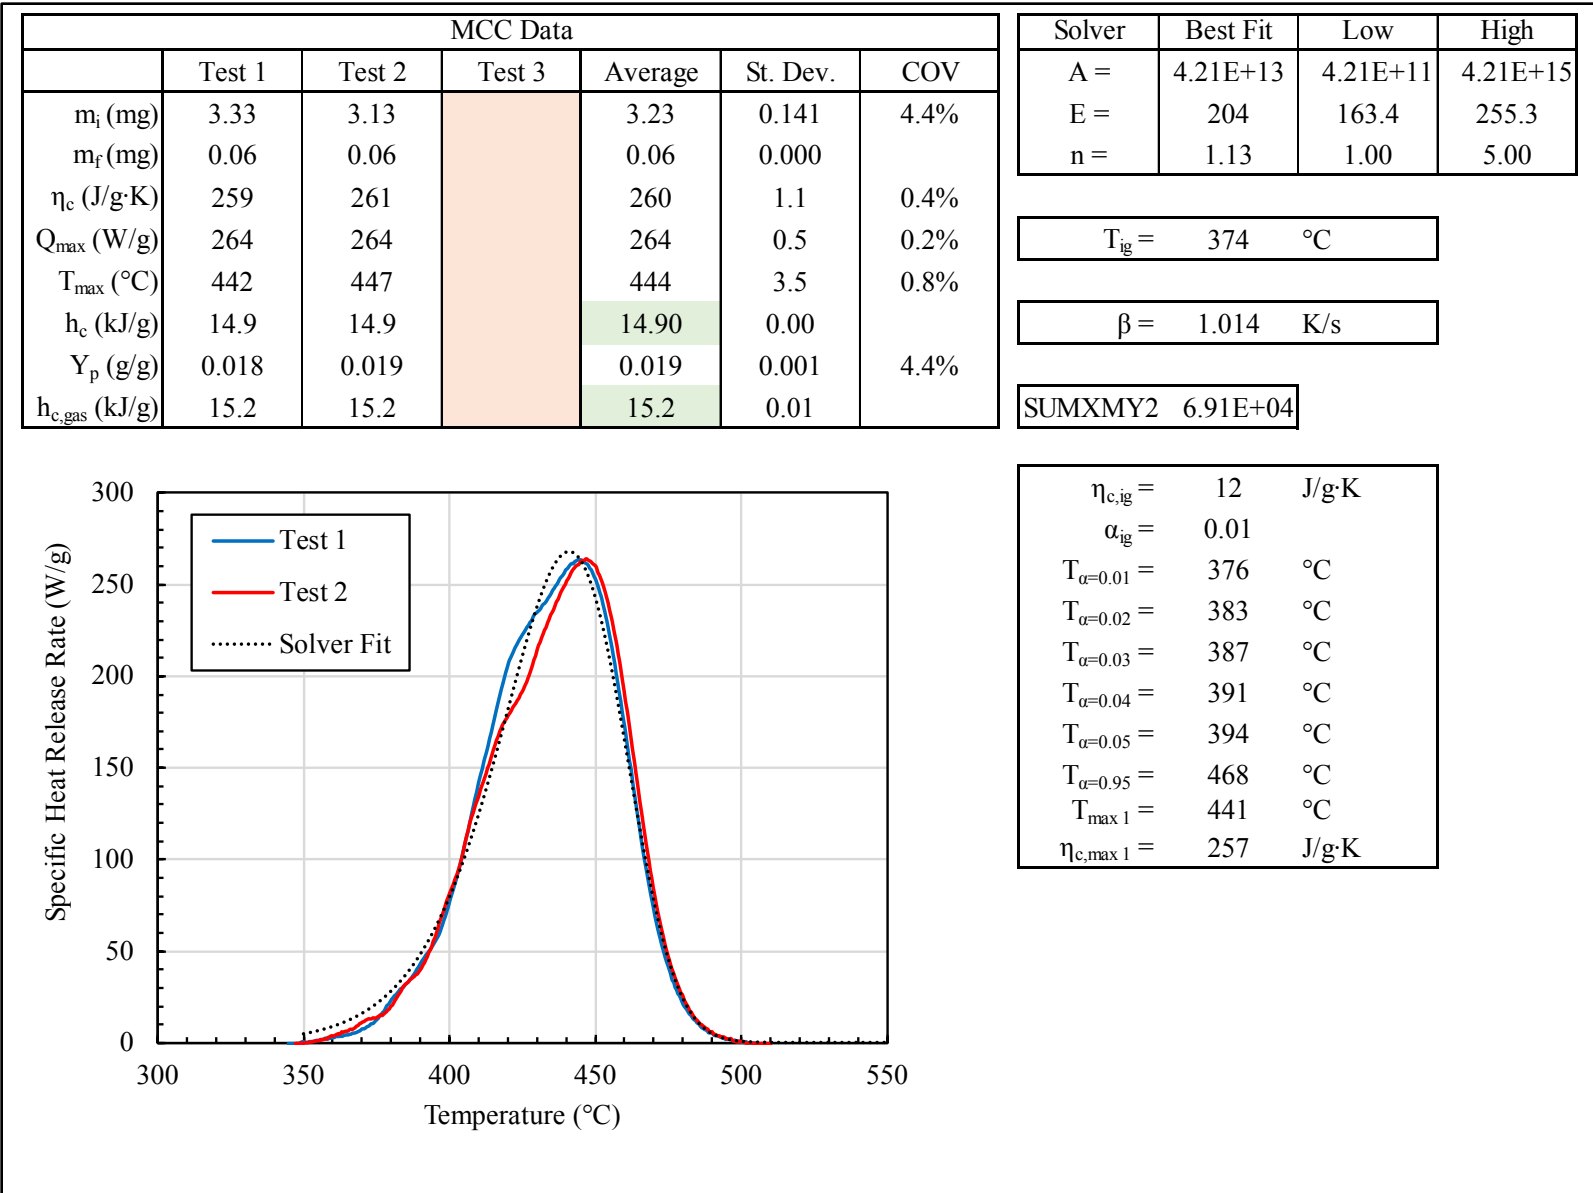 MCC Data
Test 1 Test 2 Test 3 Average St. Dev. COV
mi (mg) 3.33 3.13 3.23 0.141 4.4%
mf (mg) 0.06 0.06 0.06 0.000
ηc (J/g·K) 259 261 260 1.1 0.4%
Qmax (W/g) 264 264 264 0.5 0.2%
Tmax (°C) 442 447 444 3.5 0.8%
hc (kJ/g) 14.9 14.9 14.90 0.00
Yp (g/g) 0.018 0.019 0.019 0.001 4.4%
hc,gas (kJ/g) 15.2 15.2 15.2 0.01
Solver Best Fit Low High
A = 4.21E+13 4.21E+11 4.21E+15
E = 204 163.4 255.3
n = 1.13 1.00 5.00
Tig = 374 °C
β = 1.014 K/s
SUMXMY2 6.91E+04
ηc,ig = 12 J/g·K
αig = 0.01
Tα=0.01 = 376 °C
Tα=0.02 = 383 °C
Tα=0.03 = 387 °C
Tα=0.04 = 391 °C
Tα=0.05 = 394 °C
Tα=0.95 = 468 °C
Tmax 1 = 441 °C
ηc,max 1 = 257 J/g·K
Specific Heat Release Rate (W/g)
300
250
200
150
100
50
0
Test 1
Test 2
Solver Fit
300 350 400 450 500 550
Temperature (°C)